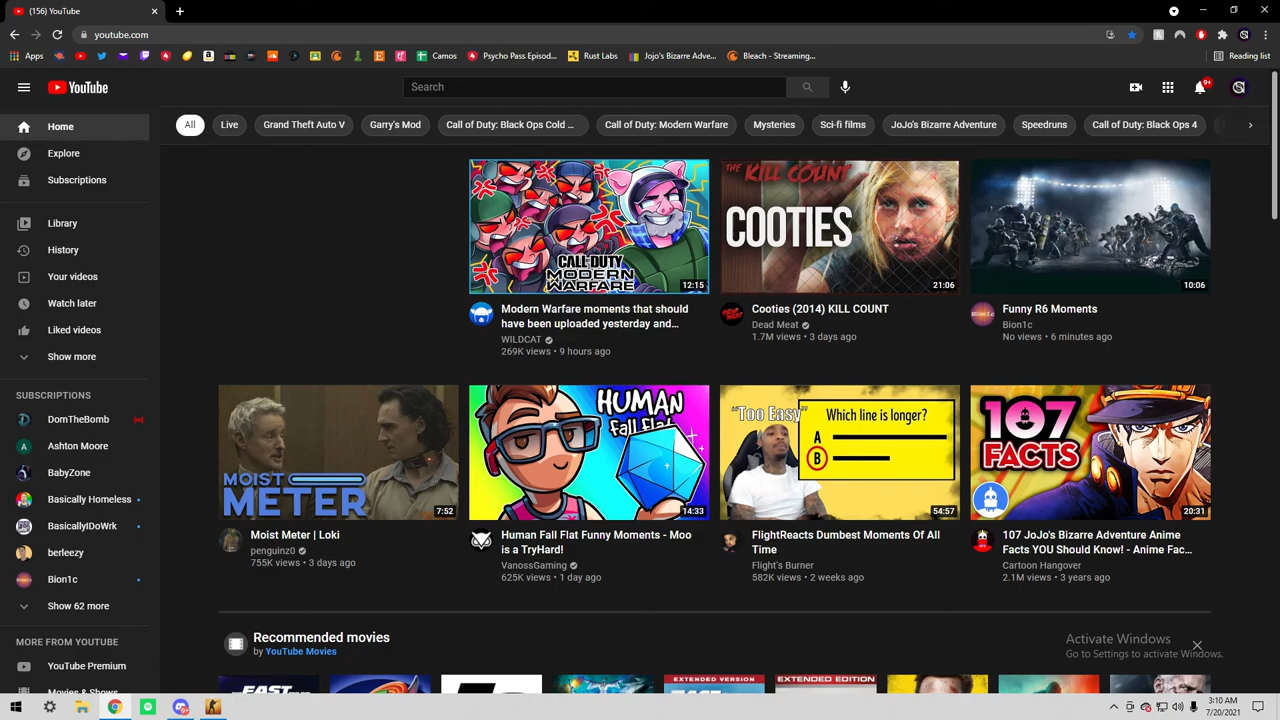 (156) YouTube
youtube.com
Apps
Camos
Psycho Pass Episod...
Rust Labs
Jojo's Bizarre Adve...
Bleach - Streaming...
Reading list
YouTube
Search
9+
All
Live
Grand Theft Auto V
Garry's Mod
Call of Duty: Black Ops Cold ...
Call of Duty: Modern Warfare
Mysteries
Sci-fi films
JoJo's Bizarre Adventure
Speedruns
Call of Duty: Black Ops 4
Home
Explore
Subscriptions
Library
History
Your videos
Watch later
Liked videos
Show more
SUBSCRIPTIONS
DomTheBomb
Ashton Moore
BabyZone
Basically Homeless
BasicallyIDoWrk
berleezy
Bion1c
Show 62 more
MORE FROM YOUTUBE
YouTube Premium
Movies & Shows
CALL OF DUTY
MODERN
WARFARE
12:15
Modern Warfare moments that should
have been uploaded yesterday and...
WILDCAT
269K views • 9 hours ago
THE KILL COUNT
COOTIES
21:06
Cooties (2014) KILL COUNT
Dead Meat
1.7M views • 3 days ago
10:06
Funny R6 Moments
Bion1c
No views • 6 minutes ago
MOIST
METER
7:52
Moist Meter | Loki
penguinz0
755K views • 3 days ago
HUMAN
fall flat
14:33
Human Fall Flat Funny Moments - Moo
is a TryHard!
VanossGaming
625K views • 1 day ago
"Too Easy"
Which line is longer?
A
B
54:57
FlightReacts Dumbest Moments Of All
Time
Flight's Burner
582K views • 2 weeks ago
107
FACTS
20:31
107 JoJo's Bizarre Adventure Anime
Facts YOU Should Know! - Anime Fac...
Cartoon Hangover
2.1M views • 3 years ago
Recommended movies
by YouTube Movies
EXTENDED VERSION
EXTENDED EDITION
Activate Windows
Go to Settings to activate Windows.
3:10 AM
7/20/2021